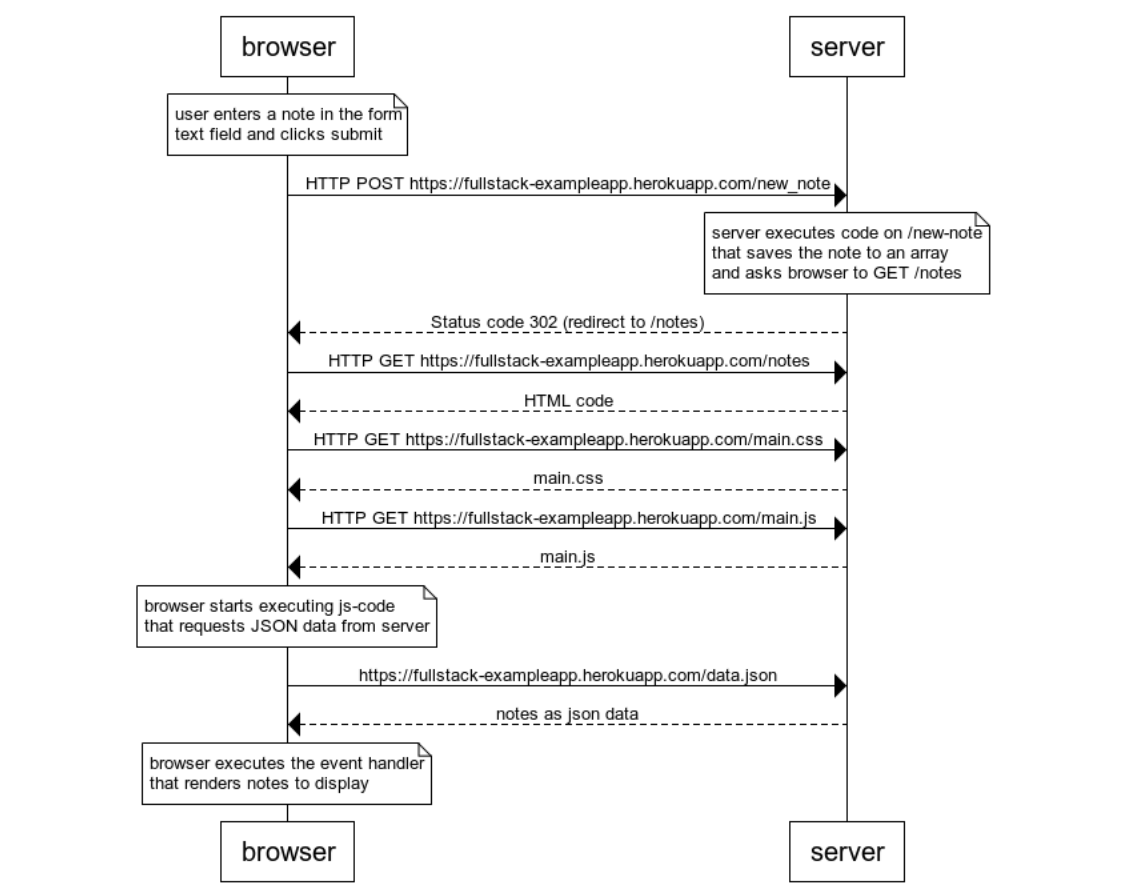 browser
server
user enters a note in the form
text field and clicks submit
HTTP POST https://fullstack-exampleapp.herokuapp.com/new_note
server executes code on /new-note
that saves the note to an array
and asks browser to GET /notes
Status code 302 (redirect to /notes)
HTTP GET https://fullstack-exampleapp.herokuapp.com/notes
HTML code
HTTP GET https://fullstack-exampleapp.herokuapp.com/main.css
main.css
HTTP GET https://fullstack-exampleapp.herokuapp.com/main.js
main.js
browser starts executing js-code
that requests JSON data from server
https://fullstack-exampleapp.herokuapp.com/data.json
notes as json data
browser executes the event handler
that renders notes to display
browser
server